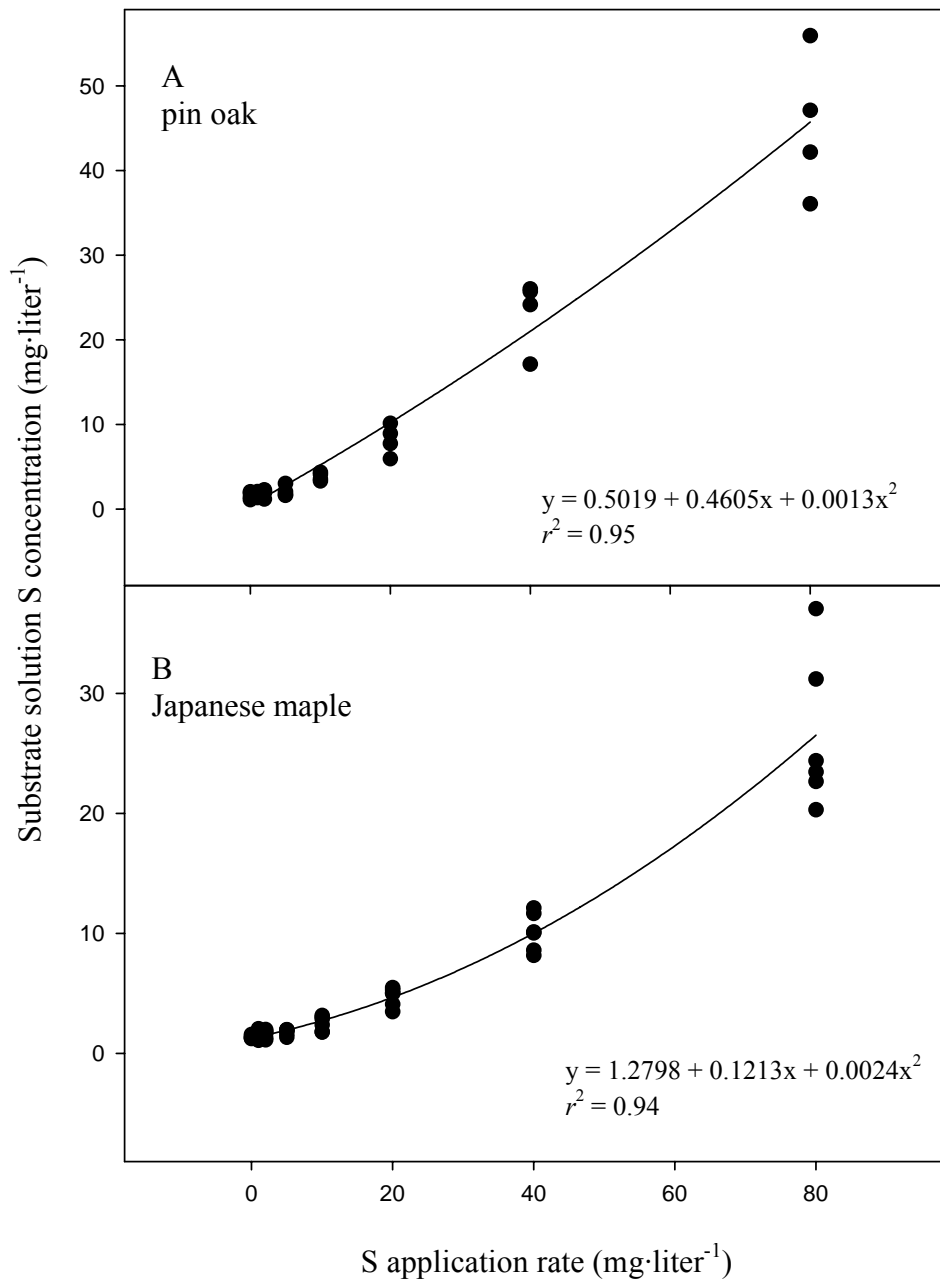 Substrate solution S concentration (mg·liter⁻¹)
A
pin oak
50
40
30
20
10
0
y = 0.5019 + 0.4605x + 0.0013x²
r² = 0.95
B
Japanese maple
30
20
10
0
y = 1.2798 + 0.1213x + 0.0024x²
r² = 0.94
0 20 40 60 80
S application rate (mg·liter⁻¹)